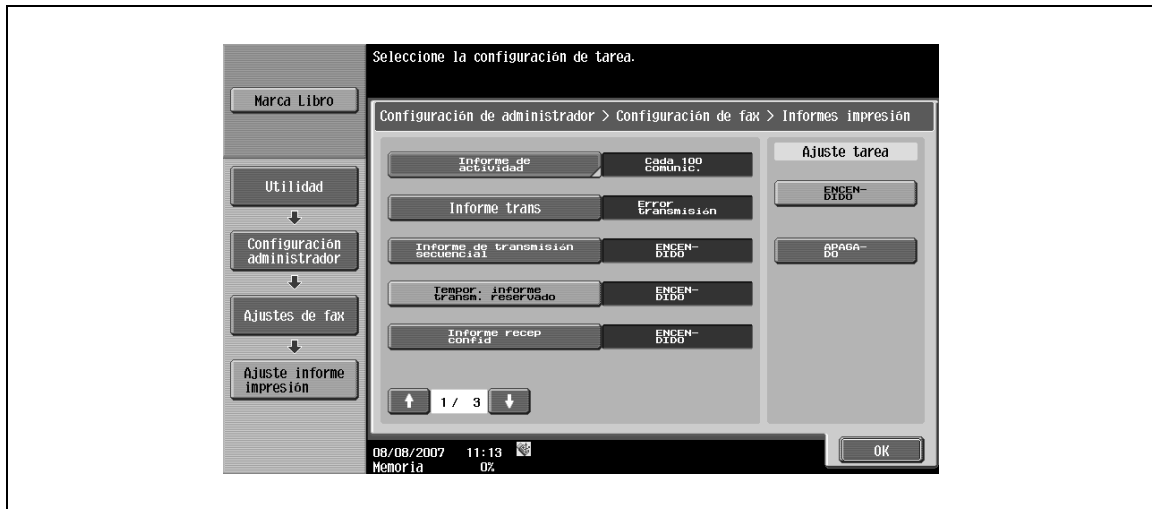 Seleccione la configuración de tarea.
Marca Libro
Configuración de administrador > Configuración de fax > Informes impresión
Utilidad
Configuración
administrador
Ajustes de fax
Ajuste informe
impresión
Informe de
actividad
Cada 100
comunic.
Informe trans
Error
transmisión
Informe de transmisión
secuencial
ENCEN-
DIDO
Tempor. informe
transm. reservado
ENCEN-
DIDO
Informe recep
confid
ENCEN-
DIDO
1/ 3
Ajuste tarea
ENCEN-
DIDO
APAGA-
DO
08/08/2007 11:13
Memoria 0%
OK